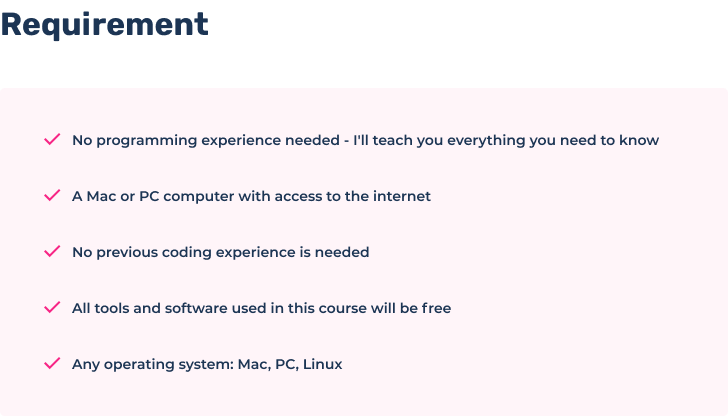 Requirement
No programming experience needed - I'll teach you everything you need to know
A Mac or PC computer with access to the internet
No previous coding experience is needed
All tools and software used in this course will be free
Any operating system: Mac, PC, Linux